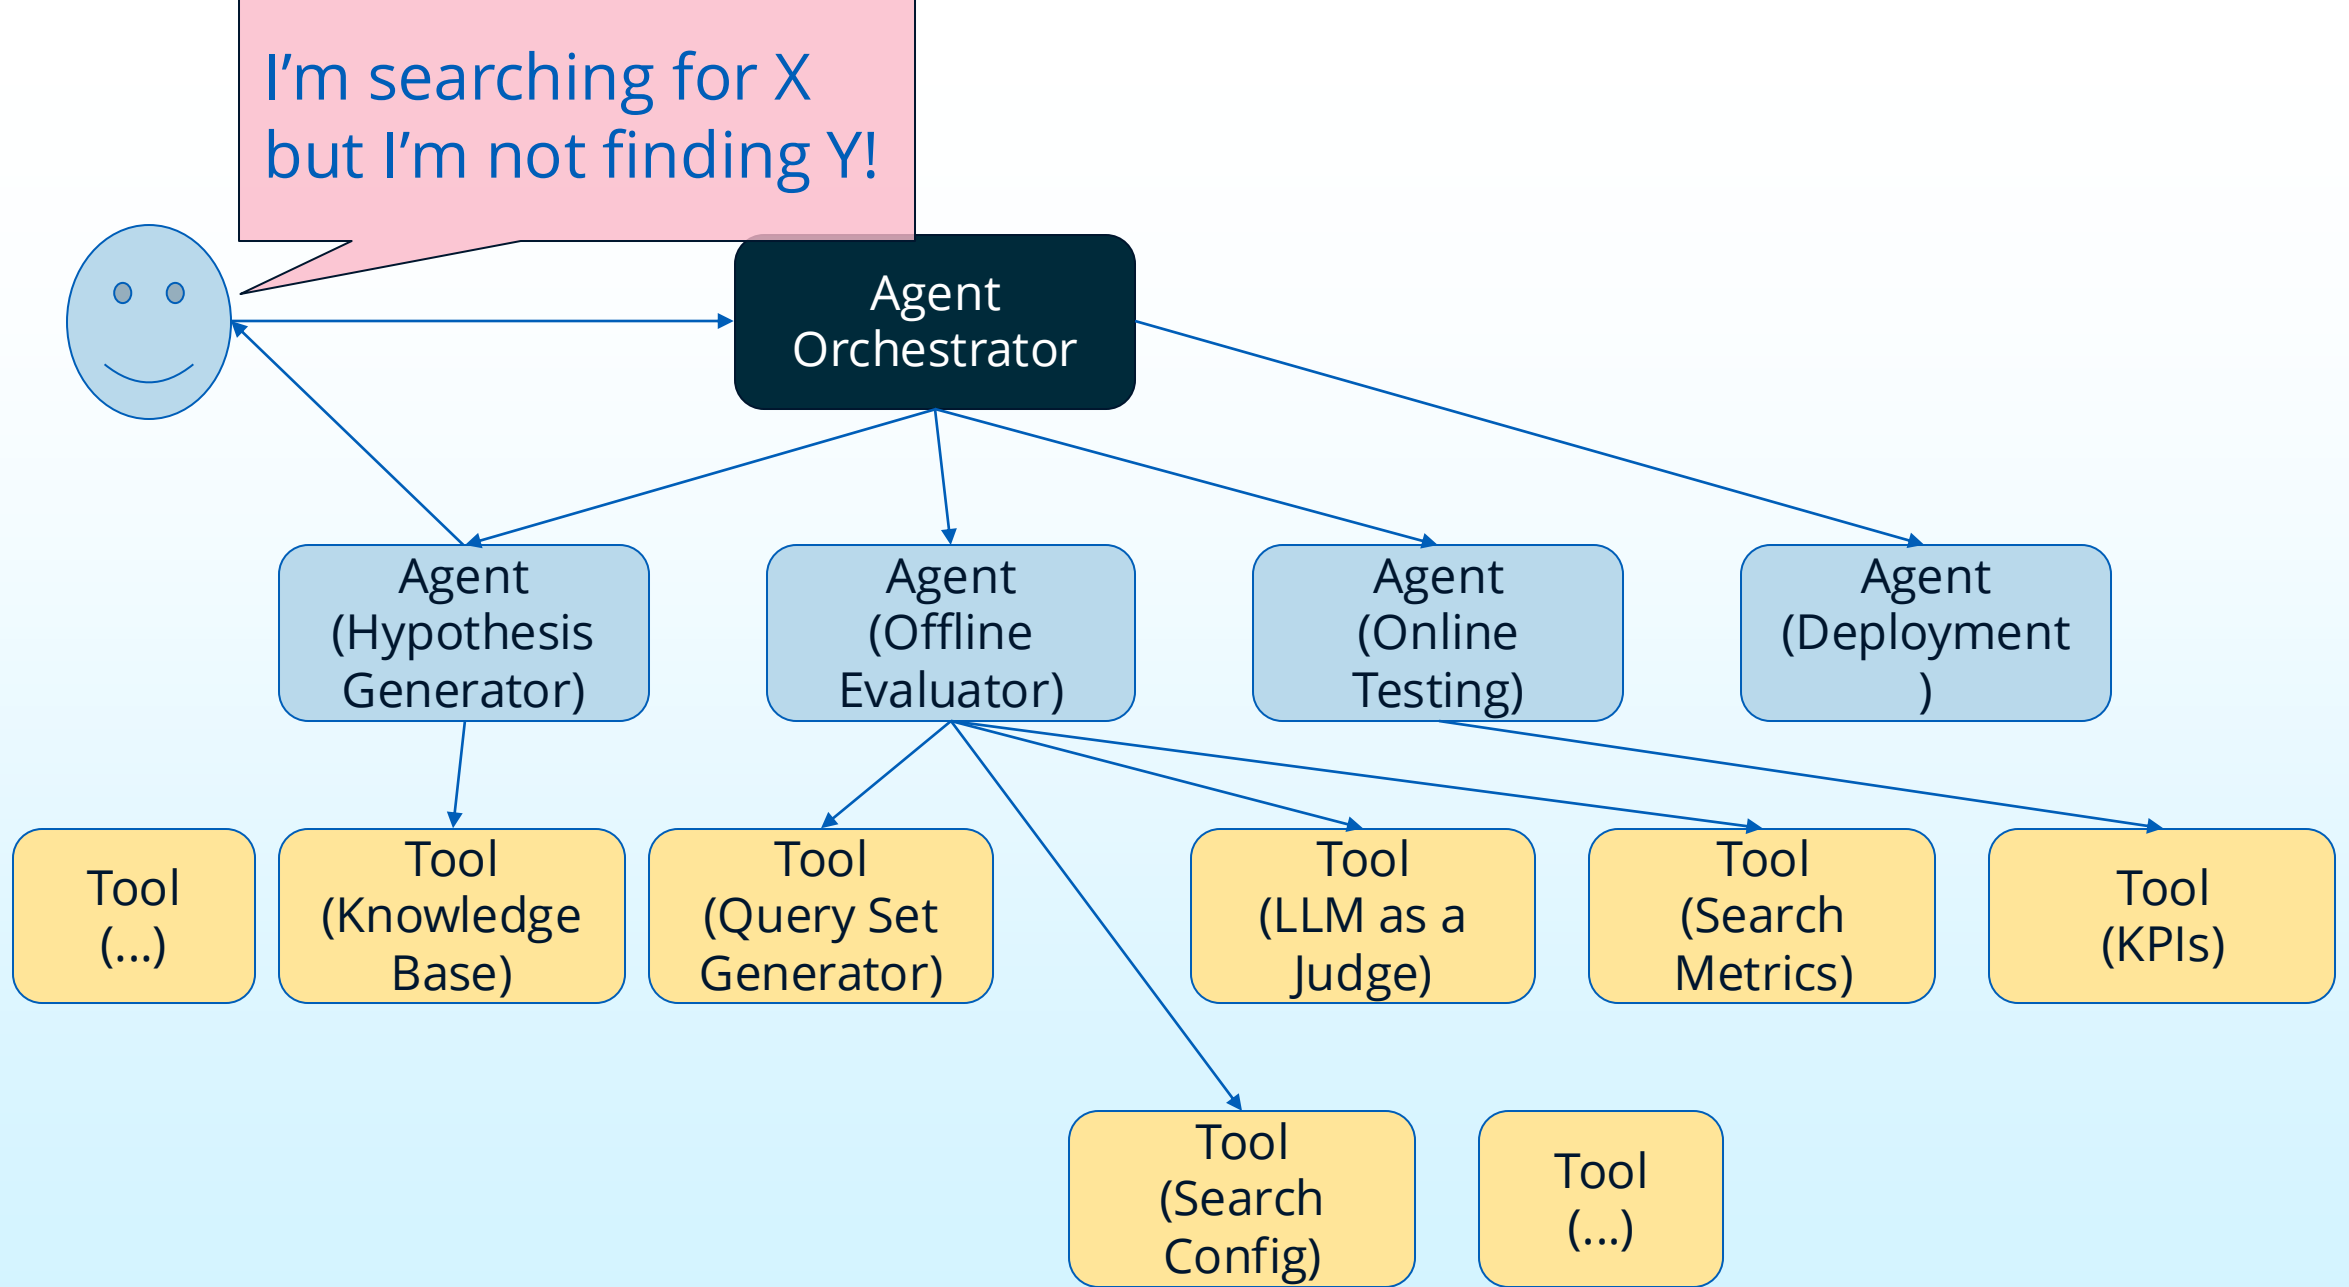 I’m searching for X
but I’m not finding Y!
Agent
Orchestrator
Agent
(Hypothesis
Generator)
Agent
(Offline
Evaluator)
Agent
(Online
Testing)
Agent
(Deployment
)
Tool
(...)
Tool
(Knowledge
Base)
Tool
(Query Set
Generator)
Tool
(LLM as a
Judge)
Tool
(Search
Metrics)
Tool
(KPIs)
Tool
(Search
Config)
Tool
(...)